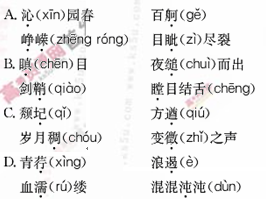 A. 沁(xīn)园春 百舸(gě)
峥嵘(zhēng róng) 目眦(zì)尽裂
B. 瞋(chēn)目 夜缒(chuì)而出
剑鞘(qiào) 瞠目结舌(chēng)
C. 颓圮(qǐ) 方遒(qiú)
岁月稠(chóu) 变徵(zhǐ)之声
D. 青荇(xìng) 浪遏(è)
血濡(rú)缕 混混沌沌(dùn)